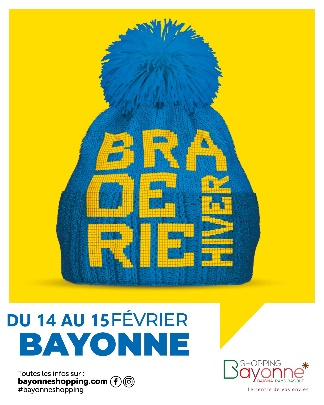 BRA
DE
RIE
HIVER
DU 14 AU 15 FÉVRIER
BAYONNE
Toutes les infos sur :
bayonneshopping.com
#bayonneshopping
SHOPPING
Bayonne*